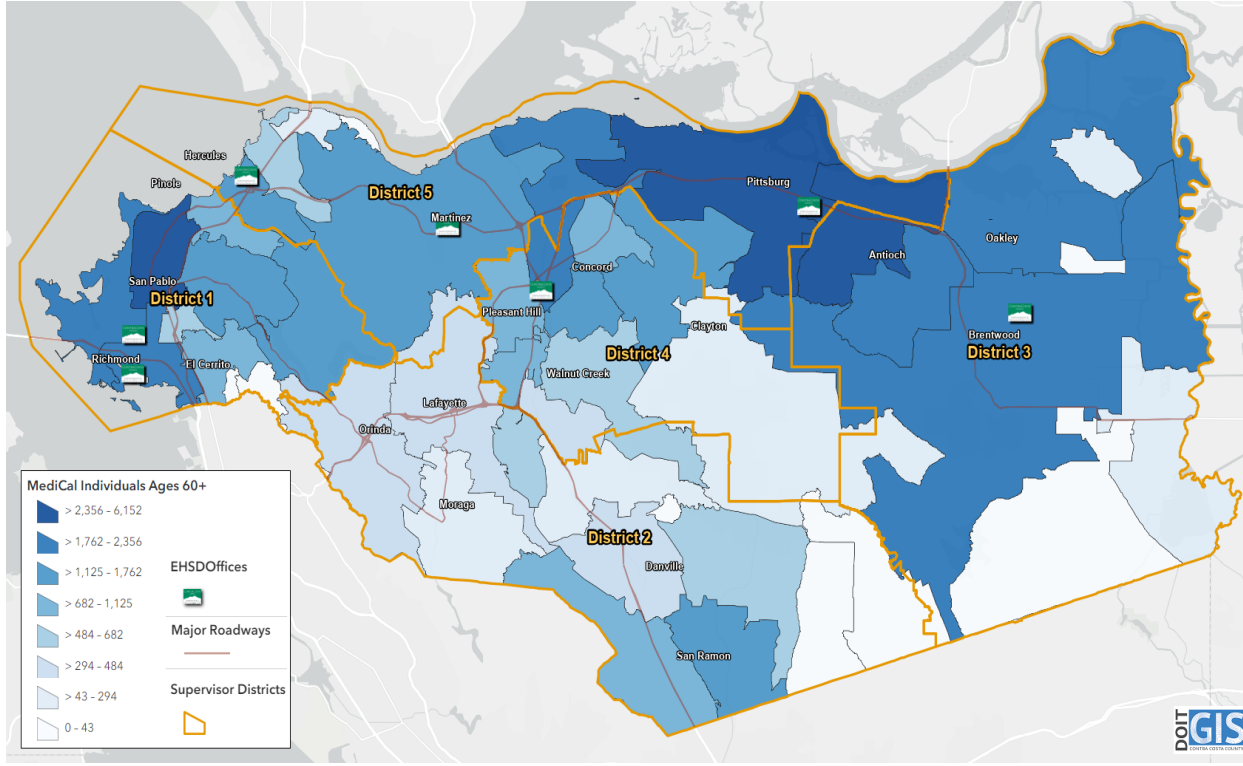 Hercules
Pinole
District 5
Martinez
Pittsburg
San Pablo
District 1
Richmond
El Cerrito
Concord
Pleasant Hill
Clayton
District 4
Walnut Creek
Antioch
Oakley
Brentwood
District 3
Lafayette
Orinda
Moraga
District 2
Danville
San Ramon
MediCal Individuals Ages 60+
> 2,356 - 6,152
> 1,762 - 2,356
> 1,125 - 1,762
> 682 - 1,125
> 484 - 682
> 294 - 484
> 43 - 294
0 - 43
EHSDOffices
Major Roadways
Supervisor Districts
DOIT
GIS
CONTRA COSTA COUNTY